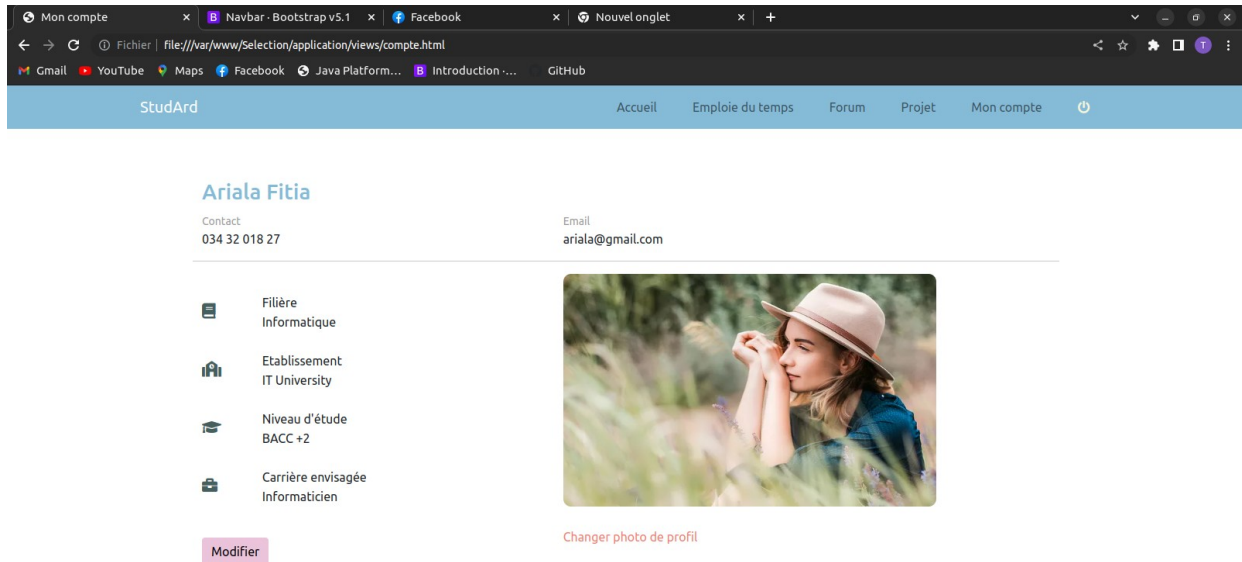 Mon compte
Navbar · Bootstrap v5.1
Facebook
Nouvel onglet
Fichier | file:///var/www/Selection/application/views/compte.html
Gmail YouTube Maps Facebook Java Platform... Introduction ·... GitHub
StudArd Accueil Emploie du temps Forum Projet Mon compte
Ariala Fitia
Contact
034 32 018 27
Email
ariala@gmail.com
Filière
Informatique
Etablissement
IT University
Niveau d'étude
BACC +2
Carrière envisagée
Informaticien
Modifier
Changer photo de profil